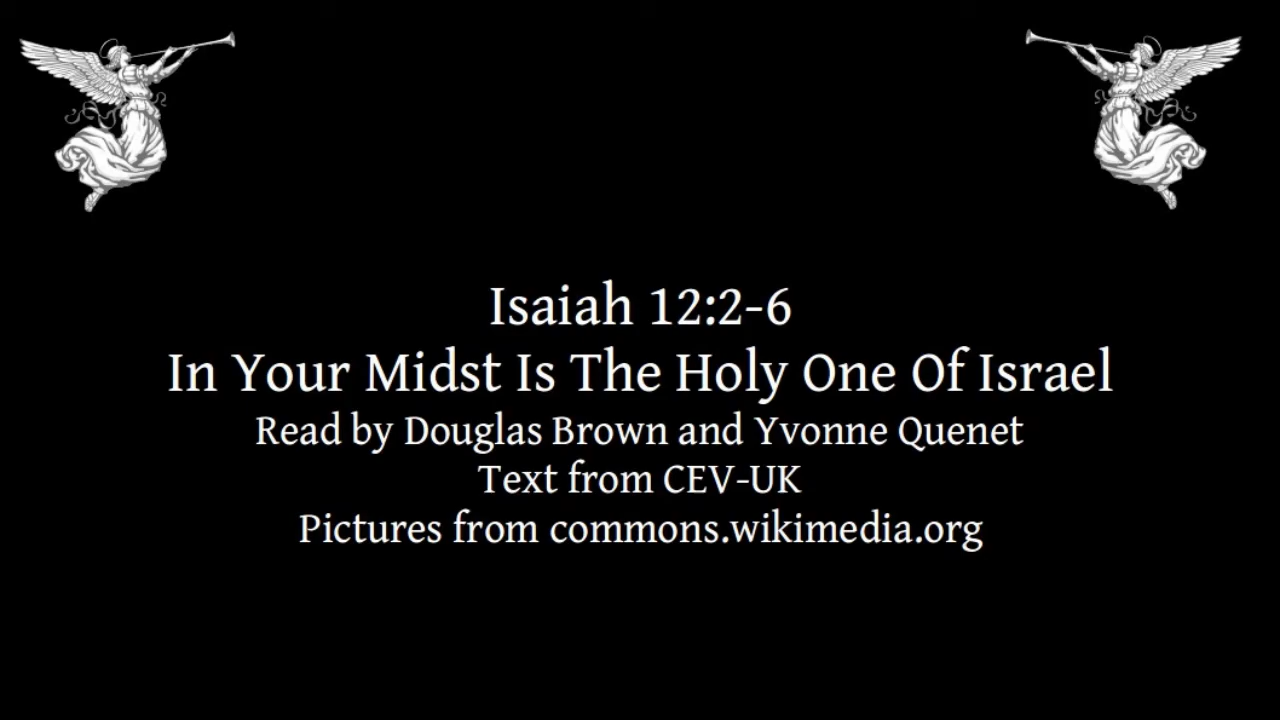 Isaiah 12:2-6
In Your Midst Is The Holy One Of Israel
Read by Douglas Brown and Yvonne Quenet
Text from CEV-UK
Pictures from commons.wikimedia.org